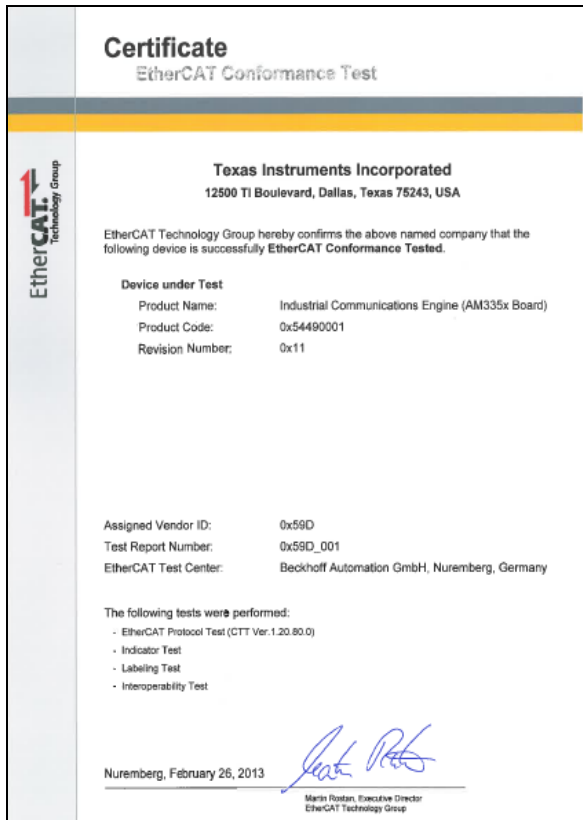 Certificate
EtherCAT Conformance Test
EtherCAT.
Technology Group
Texas Instruments Incorporated
12500 TI Boulevard, Dallas, Texas 75243, USA
EtherCAT Technology Group hereby confirms the above named company that the
following device is successfully EtherCAT Conformance Tested.
Device under Test
Product Name: Industrial Communications Engine (AM335x Board)
Product Code: 0x54490001
Revision Number: 0x11
Assigned Vendor ID: 0x59D
Test Report Number: 0x59D_001
EtherCAT Test Center: Beckhoff Automation GmbH, Nuremberg, Germany
The following tests were performed:
- EtherCAT Protocol Test (CTT Ver.1.20.80.0)
- Indicator Test
- Labeling Test
- Interoperability Test
Nuremberg, February 26, 2013
Martin Rostan, Executive Director
EtherCAT Technology Group